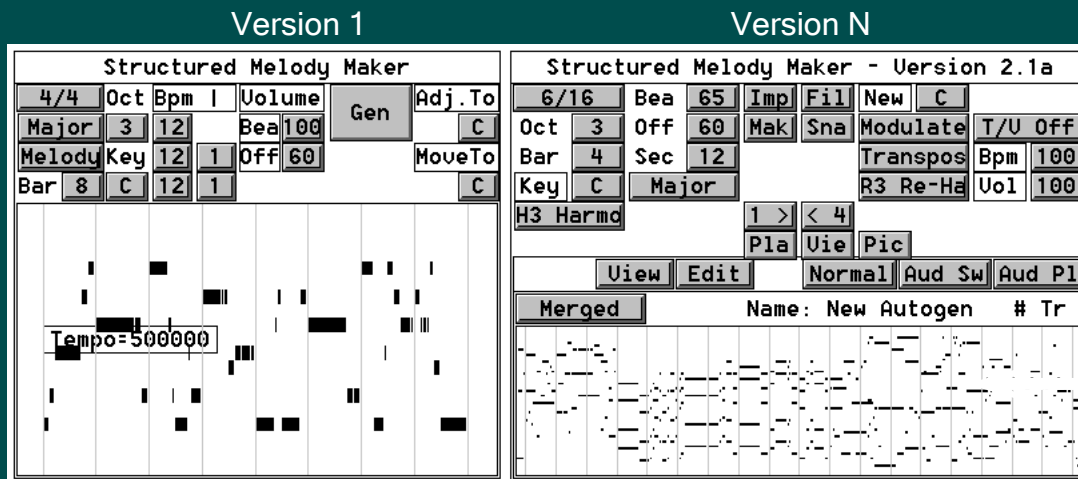 Version 1
Structured Melody Maker
4/4 Oct Bpm | Volume Gen Adj.To
Major 3 12 Bea 100 C
Melody Key 12 1 Off 60 MoveTo
Bar 8 C 12 1 C
Tempo=500000
Version N
Structured Melody Maker - Version 2.1a
6/16 Bea 65 Imp Fil New C
Oct 3 Off 60 Mak Sna Modulate T/V Off
Bar 4 Sec 12 Transpos Bpm 100
Key C Major R3 Re-Ha Vol 100
H3 Harmo 1 > < 4
Pla Vie Pic
View Edit Normal Aud Sw Aud Pl
Merged Name: New Autogen # Tr